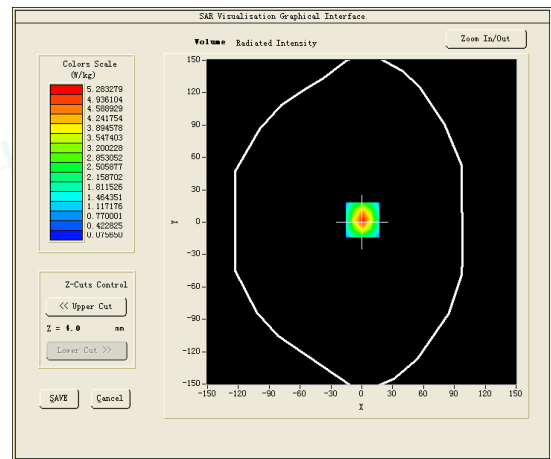 SAR Visualisation Graphical Interface
Volume Radiated Intensity
Zoom In/Out
Colors Scale
(W/kg)
5.283279
4.936104
4.588929
4.241754
3.894578
3.547403
3.200228
2.853052
2.505877
2.158702
1.811526
1.464351
1.117176
0.770001
0.422825
0.075650
Z-Cuts Control
<< Upper Cut
Z = 4.0 mm
Lower Cut >>
SAVE Cancel
150
120
90
60
30
0
-30
-60
-90
-120
-150
Y
-150 -120 -90 -60 -30 0 30 60 90 120 150
X